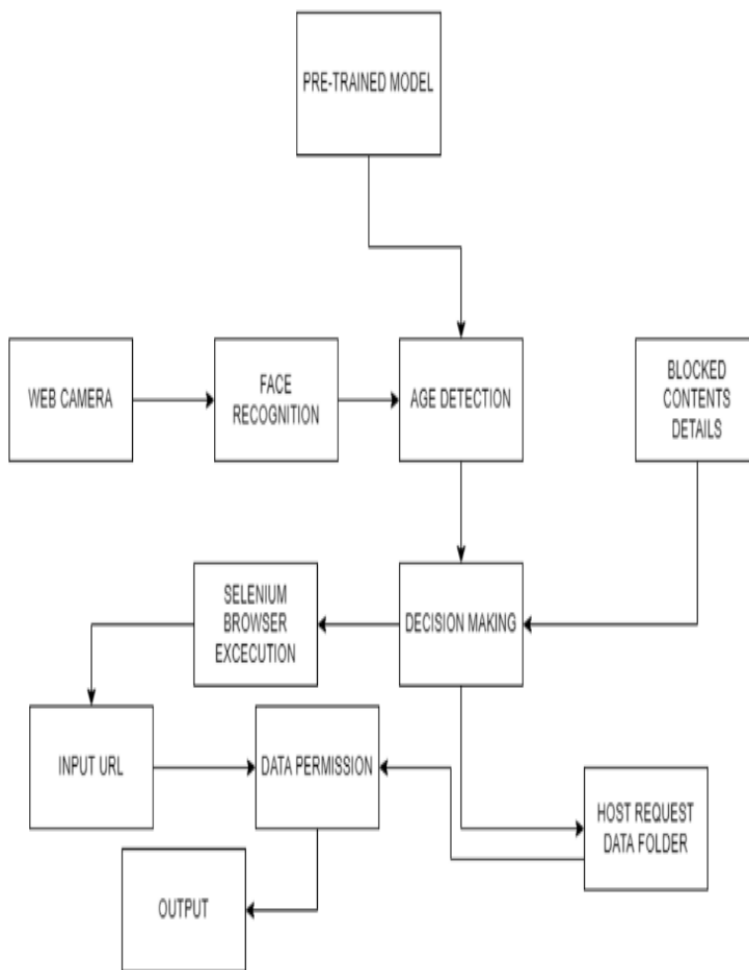 PRE-TRAINED MODEL
WEB CAMERA
FACE
RECOGNITION
AGE DETECTION
BLOCKED
CONTENTS
DETAILS
SELENIUM
BROWSER
EXCECUTION
DECISION MAKING
INPUT URL
DATA PERMISSION
HOST REQUEST
DATA FOLDER
OUTPUT